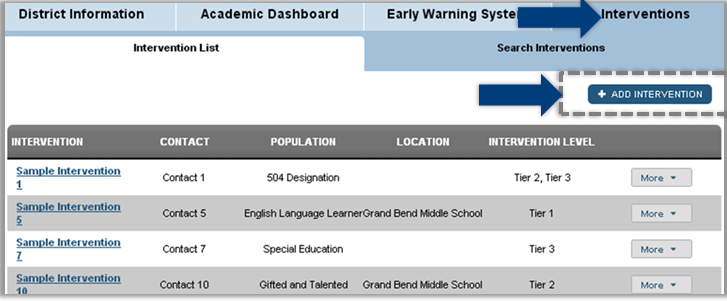 District Information Academic Dashboard Early Warning Syste Interventions
Intervention List Search Interventions
+ ADD INTERVENTION
INTERVENTION CONTACT POPULATION LOCATION INTERVENTION LEVEL
Sample Intervention
1 Contact 1 504 Designation Tier 2, Tier 3 More
Sample Intervention
5 Contact 5 English Language Learner Grand Bend Middle School Tier 1 More
Sample Intervention
7 Contact 7 Special Education Tier 3 More
Sample Intervention
10 Contact 10 Gifted and Talented Grand Bend Middle School Tier 2 More